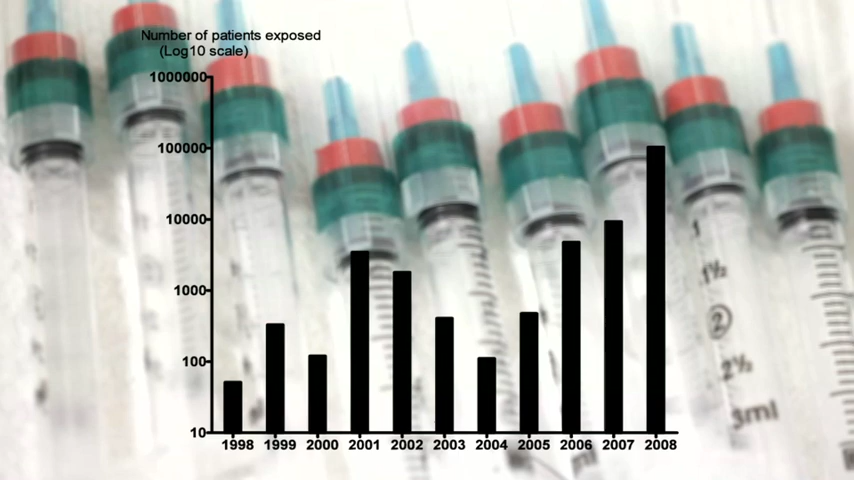 Number of patients exposed
(Log10 scale)
1000000
100000
10000
1000
100
10
1998 1999 2000 2001 2002 2003 2004 2005 2006 2007 2008
1
1½
2
2½
3ml
ml